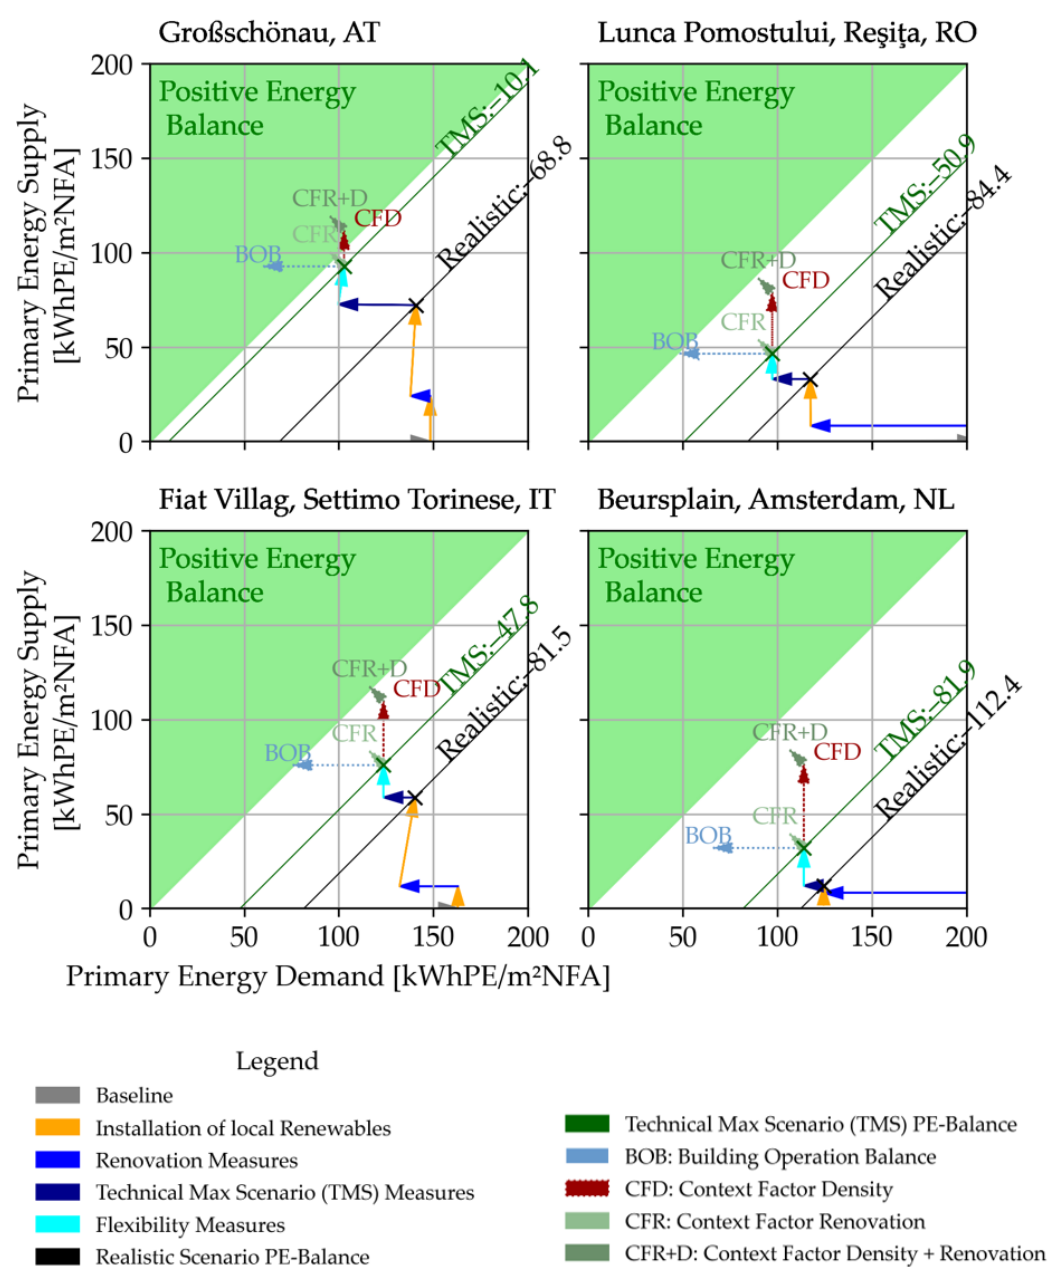 Großschönau, AT
Lunca Pomostului, Reşiţa, RO
Primary Energy Supply
[kWhPE/m²NFA]
200
150
100
50
0
Positive Energy
Balance
TMS:–10.1
Realistic:–68.8
CFR+D
CFD
CFR
BOB
Positive Energy
Balance
TMS:–50.9
Realistic:–84.4
CFR+D
CFD
CFR
BOB
Fiat Villag, Settimo Torinese, IT
Beursplain, Amsterdam, NL
Primary Energy Supply
[kWhPE/m²NFA]
200
150
100
50
0
Positive Energy
Balance
TMS:–47.8
Realistic:–81.5
CFR+D
CFD
CFR
BOB
Positive Energy
Balance
TMS:–81.9
Realistic:–112.4
CFR+D
CFD
CFR
BOB
0 50 100 150 200
0 50 100 150 200
Primary Energy Demand [kWhPE/m²NFA]
Legend
Baseline
Installation of local Renewables
Renovation Measures
Technical Max Scenario (TMS) Measures
Flexibility Measures
Realistic Scenario PE-Balance
Technical Max Scenario (TMS) PE-Balance
BOB: Building Operation Balance
CFD: Context Factor Density
CFR: Context Factor Renovation
CFR+D: Context Factor Density + Renovation